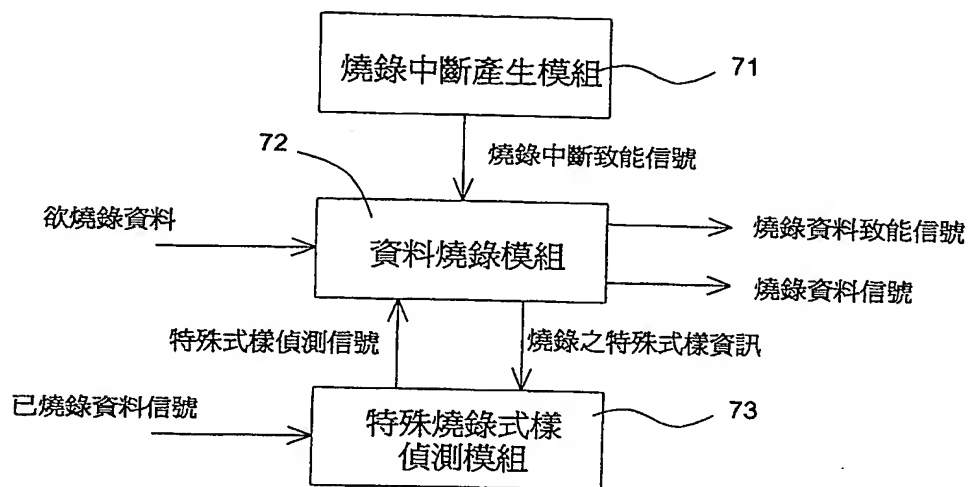 燒錄中斷產生模組
71
72
燒錄中斷致能信號
欲燒錄資料
資料燒錄模組
燒錄資料致能信號
燒錄資料信號
特殊式樣偵測信號
燒錄之特殊式樣資訊
已燒錄資料信號
特殊燒錄式樣
偵測模組
73